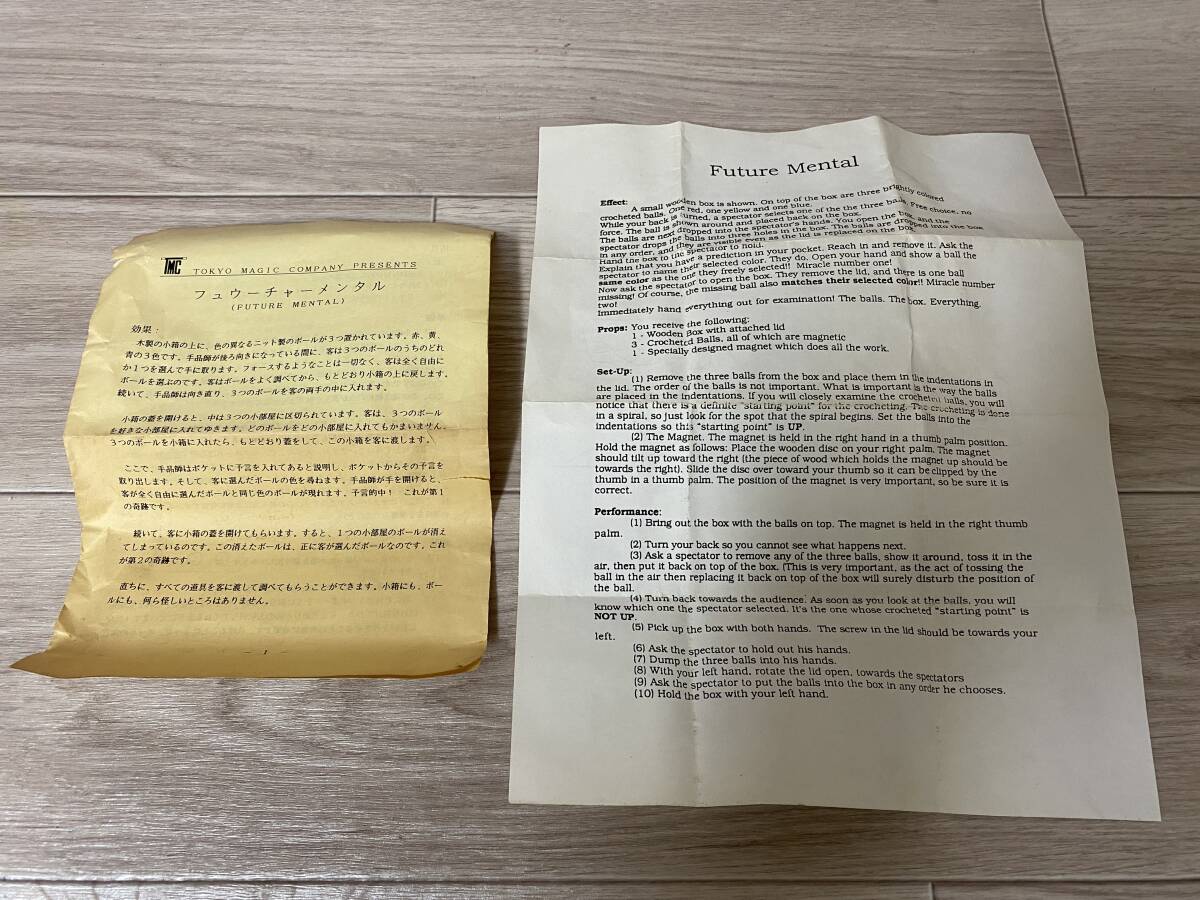 TMC TOKYO MAGIC COMPANY PRESENTS
フュウーチャーメンタル
(FUTURE MENTAL)
効果:
木製の小箱の上に、色の異なるニット製のボールが3つ置かれています。赤、黄、
青の3色です。手品師が後ろ向きになっている間に、客は3つのボールのうちのどれ
か1つを選んで手に取ります。フォースするようなことは一切なく、客は全く自由に
ボールを選ぶのです。客はボールをよく調べてから、もとどおり小箱の上に戻します。
続いて、手品師は向き直り、3つのボールを客の両手の中に入れます。
小箱の蓋を開けると、中は3つの小部屋に区切られています。客は、3つのボール
を好きな小部屋に入れてゆきます。どのボールをどの小部屋に入れてもかまいません。
3つのボールを小箱に入れたら、もとどおり蓋をして、この小箱を客に渡します。
ここで、手品師はポケットに予言を入れてあると説明し、ポケットからその予言を
取り出します。そして、客に選んだボールの色を尋ねます。手品師が手を開けると、
客が全く自由に選んだボールと同じ色のボールが現れます。予言的中! これが第1
の奇跡です。
続いて、客に小箱の蓋を開けてもらいます。すると、1つの小部屋のボールが消え
てしまっているのです。この消えたボールは、正に客が選んだボールなのです。これ
が第2の奇跡です。
直ちに、すべての道具を客に渡して調べてもらうことができます。小箱にも、ボー
ルにも、何ら怪しいところはありません。
- 1 -
Future Mental
Effect:
A small wooden box is shown. On top of the box are three brightly colored
crocheted balls. One red, one yellow and one blue.
While your back is turned, a spectator selects one of the the three balls. Free choice, no
force. The ball is shown around and placed back on the box.
The balls are next dropped into the spectator's hands. You open the box, and the
spectator drops the balls into three holes in the box. The balls are dropped into the box
in any order, and they are visible even as the lid is replaced on the box.
Hand the box to the spectator to hold.
Explain that you have a prediction in your pocket. Reach in and remove it. Ask the
spectator to name their selected color. They do. Open your hand and show a ball the
same color as the one they freely selected!! Miracle number one!
Now ask the spectator to open the box. They remove the lid, and there is one ball
missing! Of course, the missing ball also matches their selected color!! Miracle number
two!
Immediately hand everything out for examination! The balls. The box. Everything.
Props: You receive the following:
1 - Wooden Box with attached lid
3 - Crocheted Balls, all of which are magnetic
1 - Specially designed magnet which does all the work.
Set-Up:
(1) Remove the three balls from the box and place them in the indentations in
the lid. The order of the balls is not important. What is important is the way the balls
are placed in the indentations. If you will closely examine the crocheted balls, you will
notice that there is a definite "starting point" for the crocheting. The crocheting is done
in a spiral, so just look for the spot that the spiral begins. Set the balls into the
indentations so this "starting point" is UP.
(2) The Magnet. The magnet is held in the right hand in a thumb palm position.
Hold the magnet as follows: Place the wooden disc on your right palm. The magnet
should tilt up toward the right (the piece of wood which holds the magnet up should be
towards the right). Slide the disc over toward your thumb so it can be clipped by the
thumb in a thumb palm. The position of the magnet is very important, so be sure it is
correct.
Performance:
(1) Bring out the box with the balls on top. The magnet is held in the right thumb
palm.
(2) Turn your back so you cannot see what happens next.
(3) Ask a spectator to remove any of the three balls, show it around, toss it in the
air, then put it back on top of the box. (This is very important, as the act of tossing the
ball in the air then replacing it back on top of the box will surely disturb the position of
the ball.
(4) Turn back towards the audience. As soon as you look at the balls, you will
know which one the spectator selected. It's the one whose crocheted "starting point" is
NOT UP.
(5) Pick up the box with both hands. The screw in the lid should be towards your
left.
(6) Ask the spectator to hold out his hands.
(7) Dump the three balls into his hands.
(8) With your left hand, rotate the lid open, towards the spectators
(9) Ask the spectator to put the balls into the box in any order he chooses.
(10) Hold the box with your left hand.